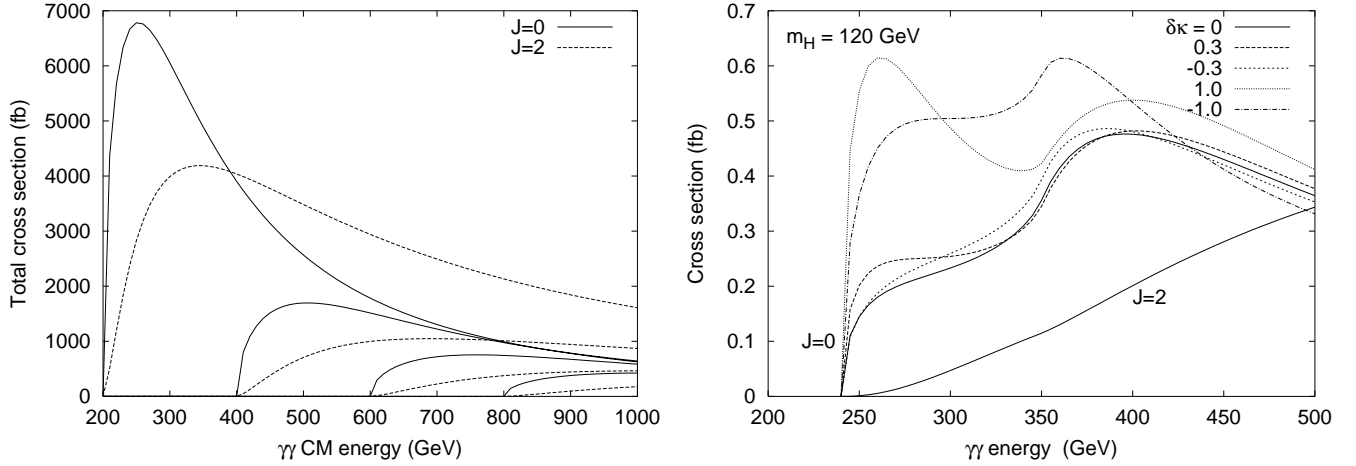 Total cross section (fb)
7000
6000
5000
4000
3000
2000
1000
0
200 300 400 500 600 700 800 900 1000
γγ CM energy (GeV)
J=0
J=2
Cross section (fb)
0.7
0.6
0.5
0.4
0.3
0.2
0.1
0
200 250 300 350 400 450 500
γγ energy (GeV)
m_H = 120 GeV
δκ = 0
0.3
-0.3
1.0
-1.0
J=0
J=2